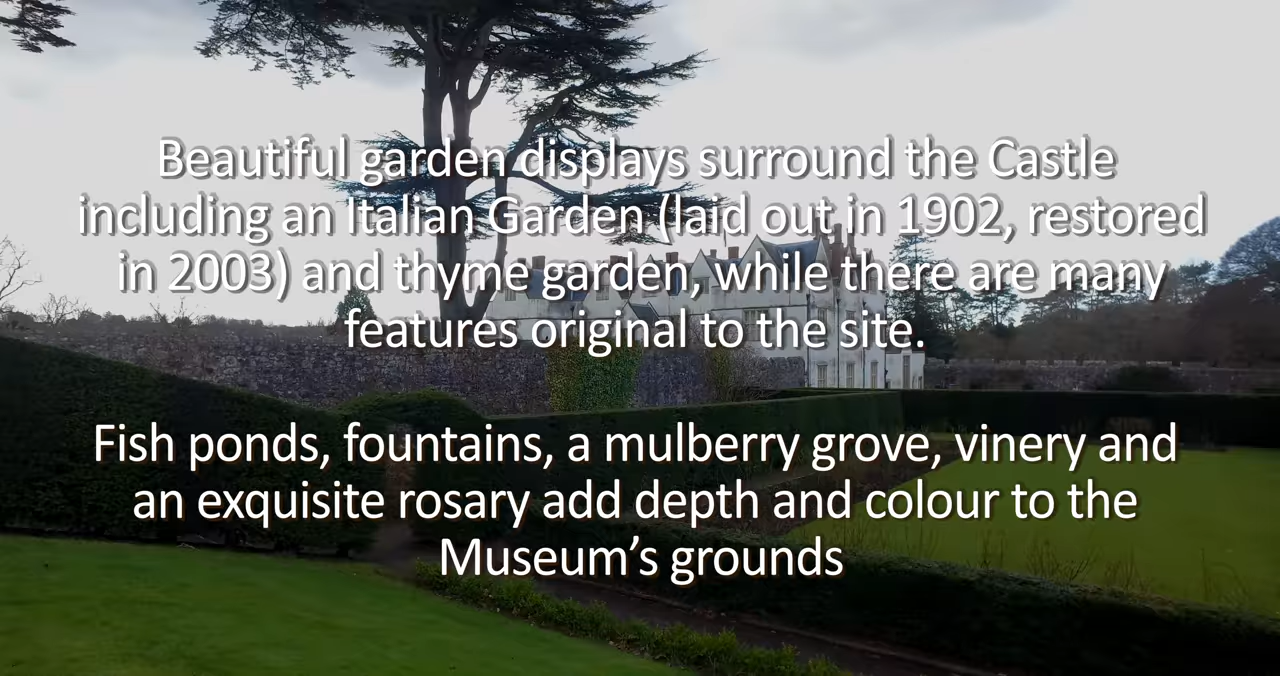 Beautiful garden displays surround the Castle
including an Italian Garden (laid out in 1902, restored
in 2003) and thyme garden, while there are many
features original to the site.
Fish ponds, fountains, a mulberry grove, vinery and
an exquisite rosary add depth and colour to the
Museum’s grounds